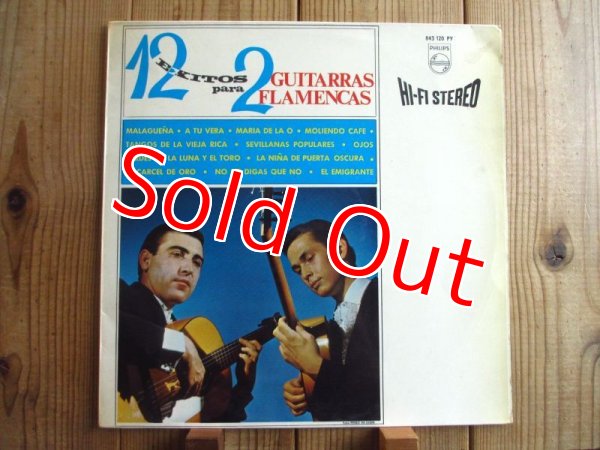 843 120 PY
PHILIPS
HI-FI STEREO
12 EXITOS para 2 GUITARRAS FLAMENCAS
MALAGUEÑA • A TU VERA • MARIA DE LA O • MOLIENDO CAFE •
TANGOS DE LA VIEJA RICA • SEVILLANAS POPULARES • OJOS
LA LUNA Y EL TORO • LA NIÑA DE PUERTA OSCURA •
CARCEL DE ORO • NO DIGAS QUE NO • EL EMIGRANTE
Sold Out